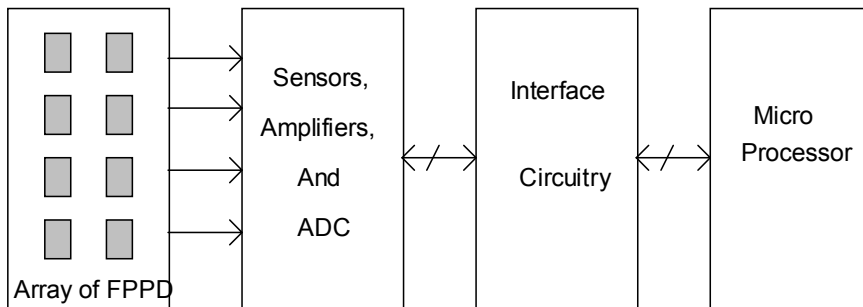 Array of FPPD
Sensors,
Amplifiers,
And
ADC
Interface
Circuitry
Micro
Processor